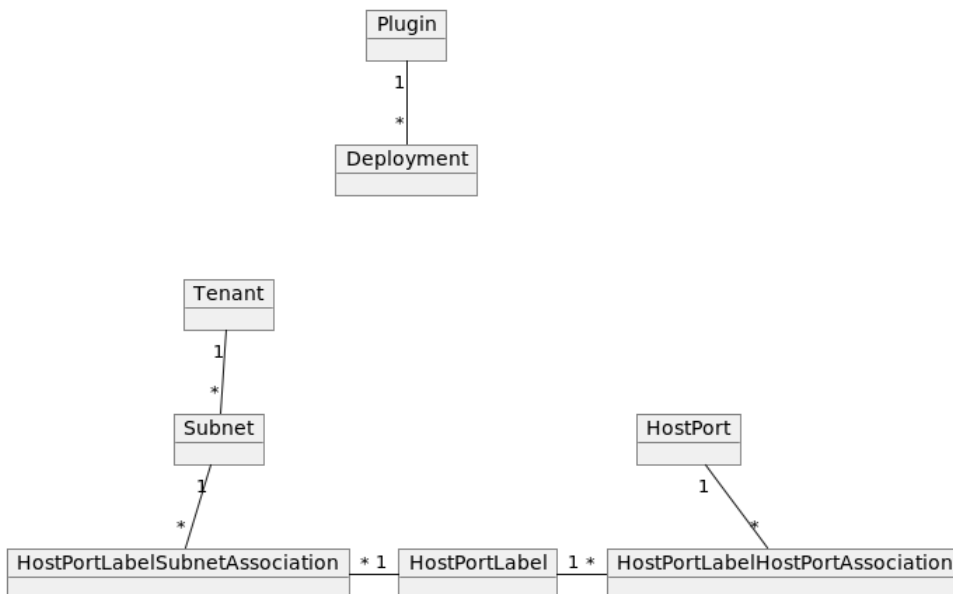 Plugin
1
*
Deployment
Tenant
1
*
Subnet
HostPort
1
1
*
*
HostPortLabelSubnetAssociation * 1 HostPortLabel 1 * HostPortLabelHostPortAssociation